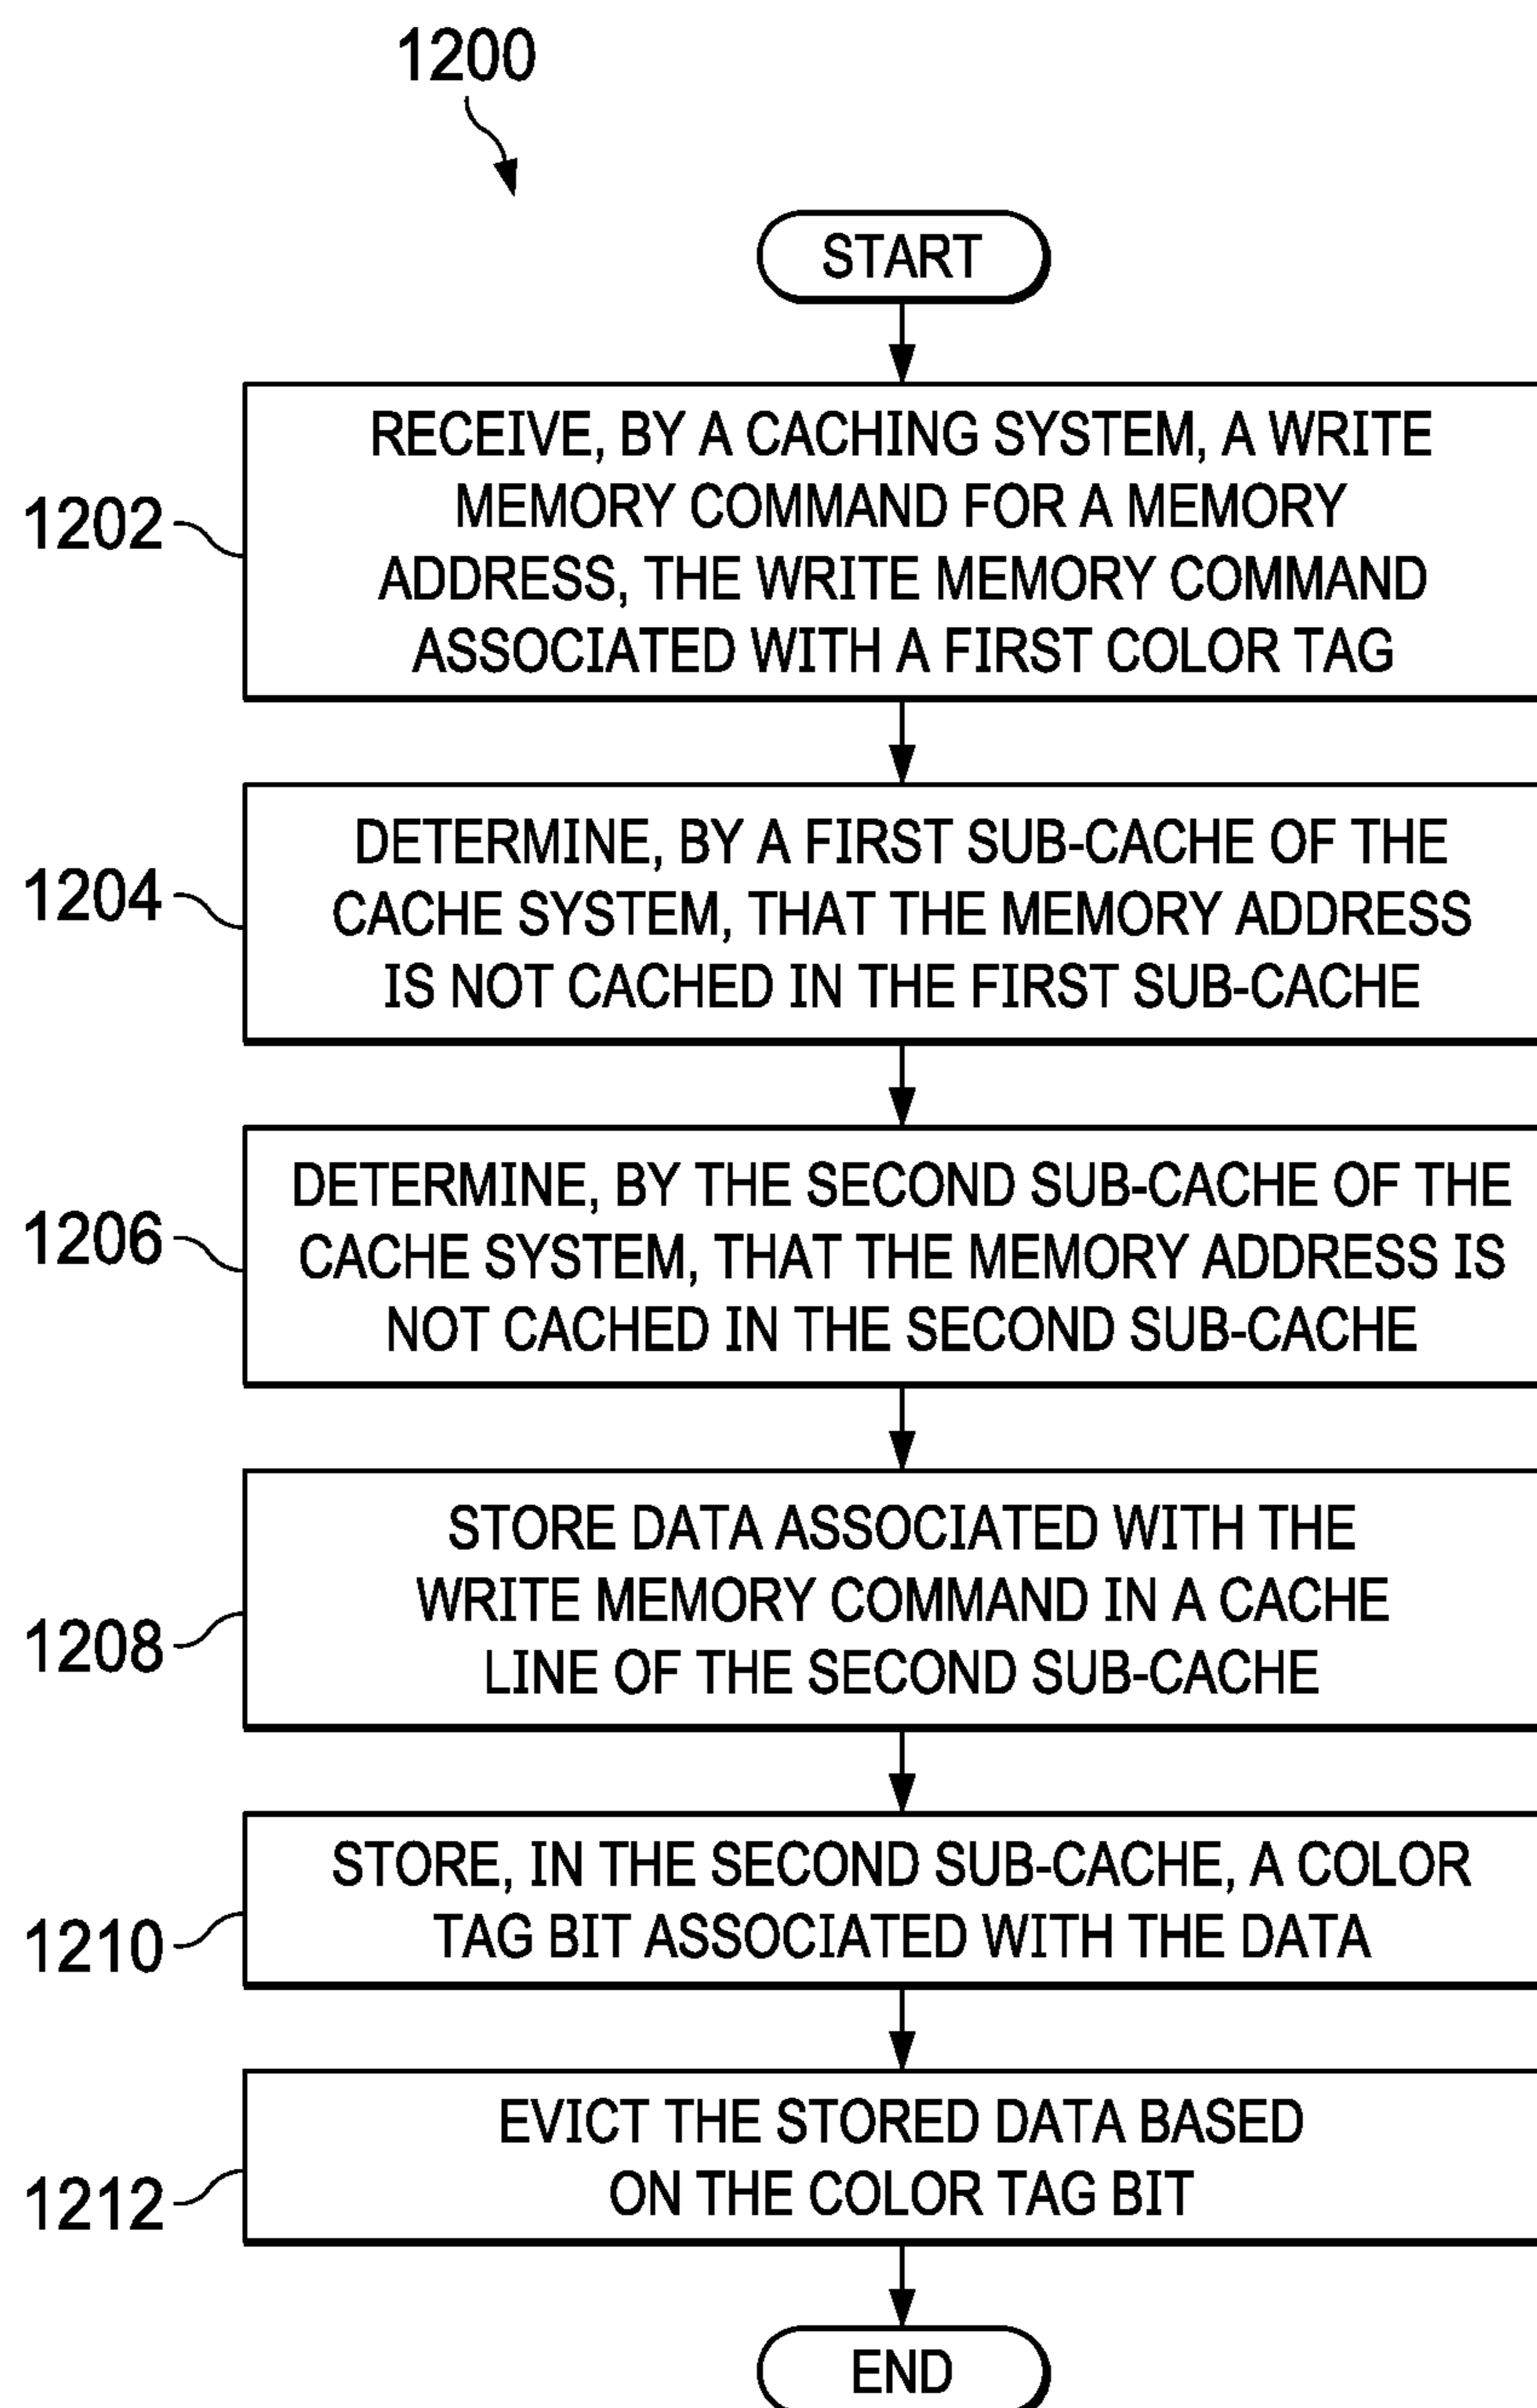 1200
START
1202
RECEIVE, BY A CACHING SYSTEM, A WRITE
MEMORY COMMAND FOR A MEMORY
ADDRESS, THE WRITE MEMORY COMMAND
ASSOCIATED WITH A FIRST COLOR TAG
1204
DETERMINE, BY A FIRST SUB-CACHE OF THE
CACHE SYSTEM, THAT THE MEMORY ADDRESS
IS NOT CACHED IN THE FIRST SUB-CACHE
1206
DETERMINE, BY THE SECOND SUB-CACHE OF THE
CACHE SYSTEM, THAT THE MEMORY ADDRESS IS
NOT CACHED IN THE SECOND SUB-CACHE
1208
STORE DATA ASSOCIATED WITH THE
WRITE MEMORY COMMAND IN A CACHE
LINE OF THE SECOND SUB-CACHE
1210
STORE, IN THE SECOND SUB-CACHE, A COLOR
TAG BIT ASSOCIATED WITH THE DATA
1212
EVICT THE STORED DATA BASED
ON THE COLOR TAG BIT
END